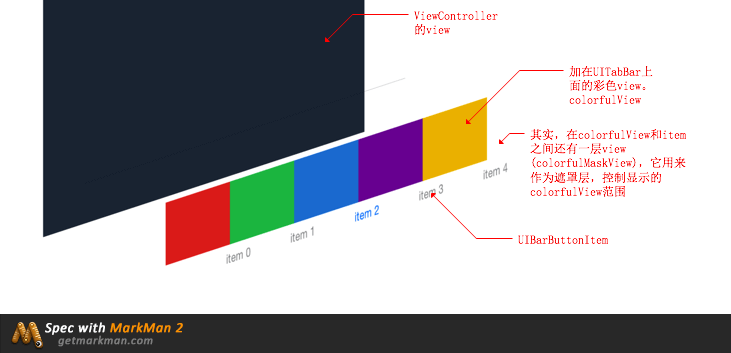 ViewController
的view
加在UITabBar上
面的彩色view。
colorfulView
其实，在colorfulView和item
之间还有一层view
(colorfulMaskView)，它用来
作为遮罩层，控制显示的
colorfulView范围
item 4
item 3
item 2
item 1
item 0
UIBarButtonItem
Spec with MarkMan 2
getmarkman.com